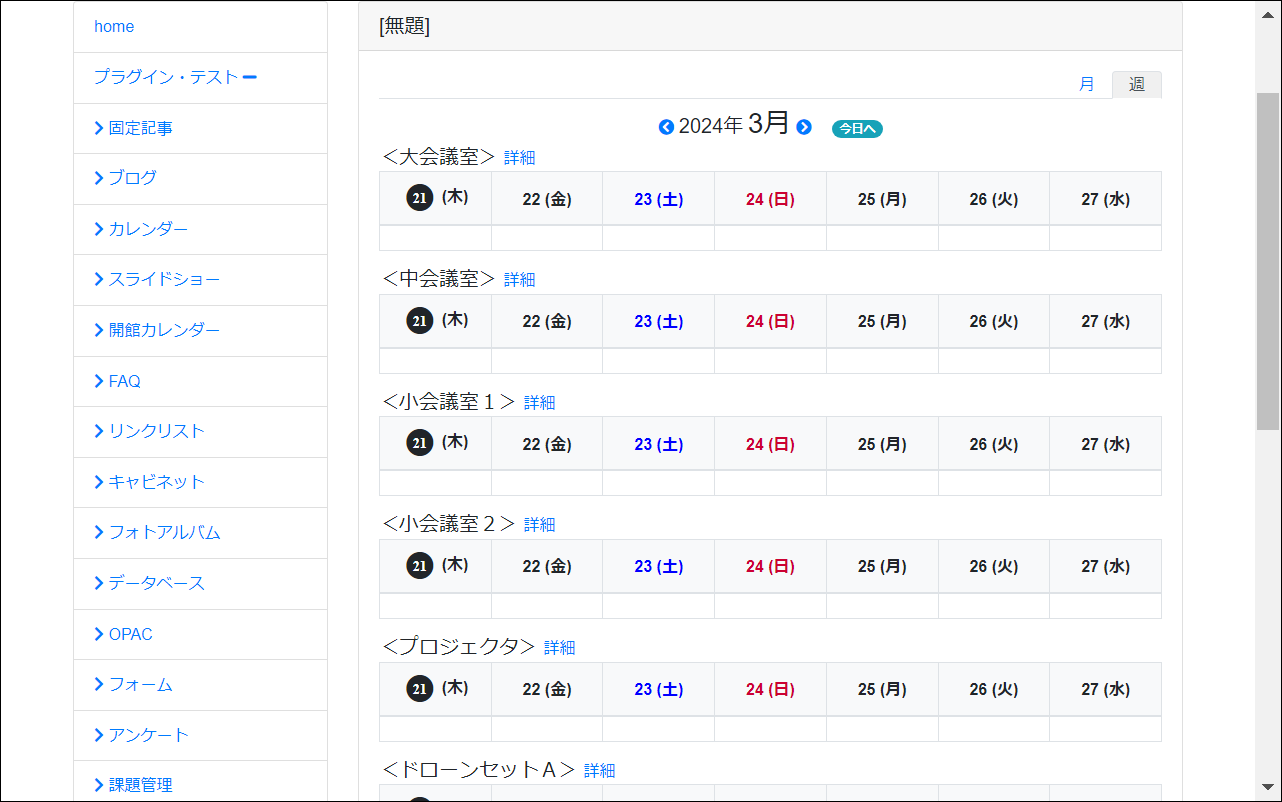 home
プラグイン・テスト
固定記事
ブログ
カレンダー
スライドショー
開館カレンダー
FAQ
リンクリスト
キャビネット
フォトアルバム
データベース
OPAC
フォーム
アンケート
課題管理
[無題]
月 週
2024年 3月 今日へ
＜大会議室＞ 詳細
21 (木) 22 (金) 23 (土) 24 (日) 25 (月) 26 (火) 27 (水)
＜中会議室＞ 詳細
21 (木) 22 (金) 23 (土) 24 (日) 25 (月) 26 (火) 27 (水)
＜小会議室１＞ 詳細
21 (木) 22 (金) 23 (土) 24 (日) 25 (月) 26 (火) 27 (水)
＜小会議室２＞ 詳細
21 (木) 22 (金) 23 (土) 24 (日) 25 (月) 26 (火) 27 (水)
＜プロジェクタ＞ 詳細
21 (木) 22 (金) 23 (土) 24 (日) 25 (月) 26 (火) 27 (水)
＜ドローンセットＡ＞ 詳細